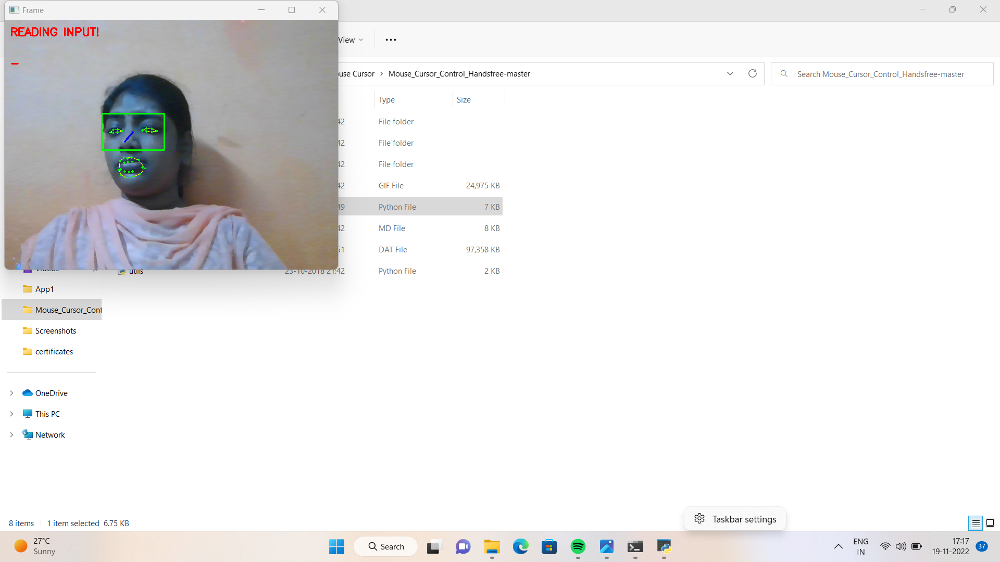 Frame
READING INPUT!
View
Mouse_Cursor_Control_Handsfree-master
Search Mouse_Cursor_Control_Handsfree-master
Type Size
42 File folder
42 File folder
42 File folder
42 GIF File 24,975 KB
49 Python File 7 KB
42 MD File 8 KB
51 DAT File 97,358 KB
utils 23-10-2018 21:42 Python File 2 KB
App1
Mouse_Cursor_Cont
Screenshots
certificates
OneDrive
This PC
Network
8 items 1 item selected 6.75 KB
Taskbar settings
27°C
Sunny
Search
ENG
IN
17:17
19-11-2022
37